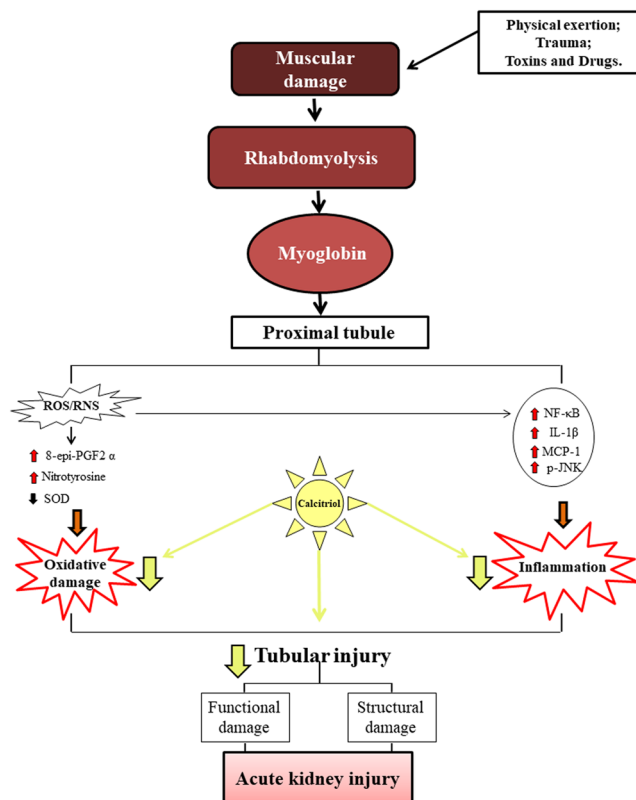 Physical exertion;
Trauma;
Toxins and Drugs.
Muscular
damage
Rhabdomyolysis
Myoglobin
Proximal tubule
ROS/RNS
8-epi-PGF2 α
Nitrotyrosine
SOD
NF-κB
IL-1β
MCP-1
p-JNK
Calcitriol
Oxidative
damage
Inflammation
Tubular injury
Functional
damage
Structural
damage
Acute kidney injury